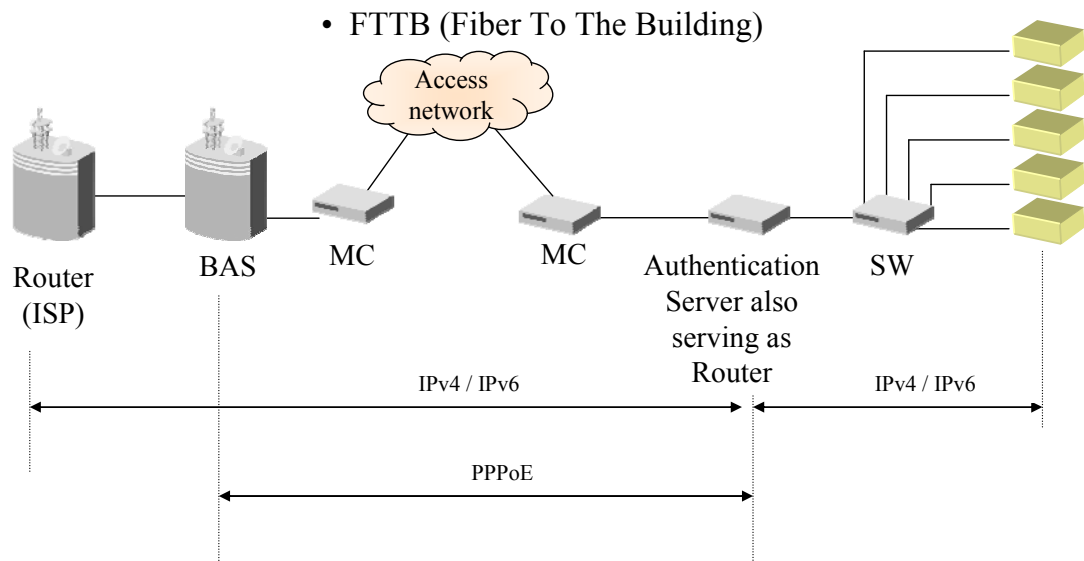 • FTTB (Fiber To The Building)
Access
network
Router
(ISP)
BAS
MC
MC
Authentication
Server also
serving as
Router
SW
IPv4 / IPv6
IPv4 / IPv6
PPPoE